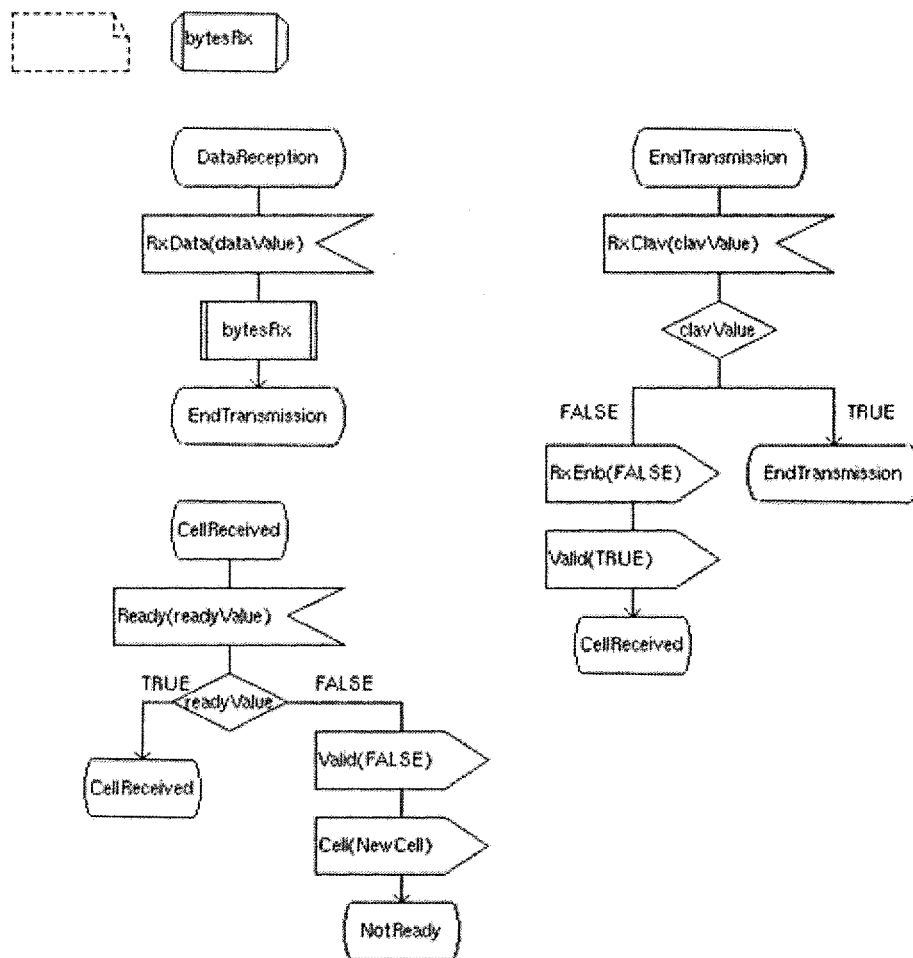 bytesRx
DataReception
RxData(dataValue)
bytesRx
EndTransmission
EndTransmission
RxClav(clavValue)
clavValue
FALSE
TRUE
RxEnb(FALSE)
EndTransmission
Valid(TRUE)
CellReceived
CellReceived
Ready(readyValue)
TRUE
FALSE
readyValue
CellReceived
Valid(FALSE)
Cell(NewCell)
NotReady